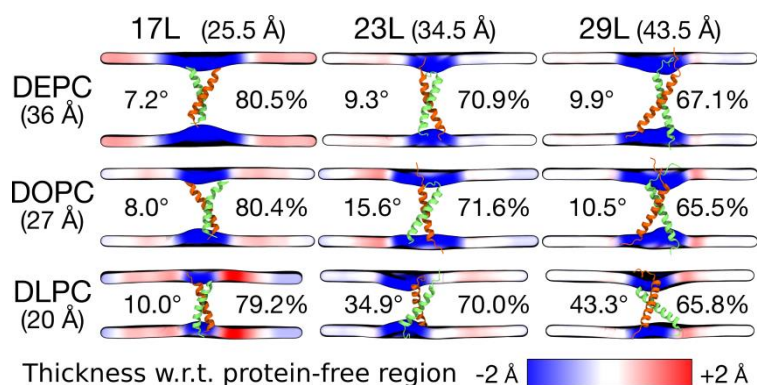 17L (25.5 Å) 23L (34.5 Å) 29L (43.5 Å)
DEPC
(36 Å)
7.2° 80.5% 9.3° 70.9% 9.9° 67.1%
DOPC
(27 Å)
8.0° 80.4% 15.6° 71.6% 10.5° 65.5%
DLPC
(20 Å)
10.0° 79.2% 34.9° 70.0% 43.3° 65.8%
Thickness w.r.t. protein-free region -2 Å +2 Å